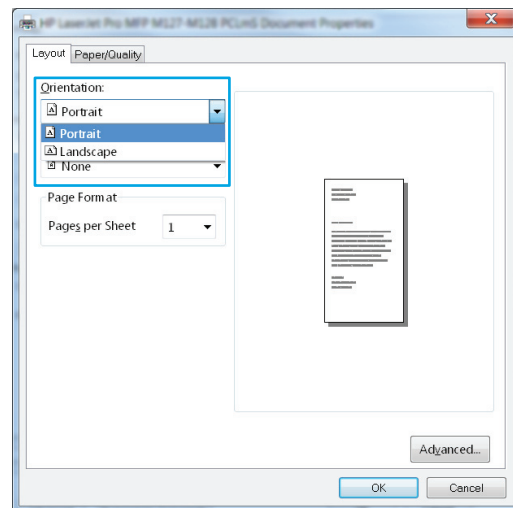 HP LaserJet Pro MFP M127-M128 PCLmS Document Properties
X
Layout Paper/Quality
Orientation:
Portrait
Portrait
Landscape
None
Page Format
Pages per Sheet 1
Advanced...
OK Cancel